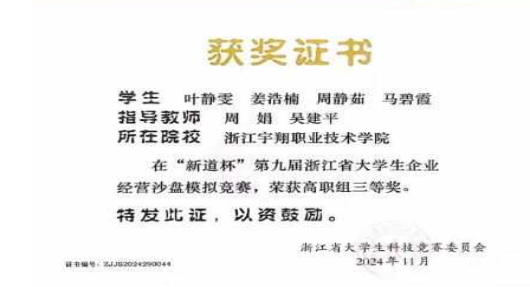 获奖证书
学生 叶静雯 姜浩楠 周静茹 马碧霞
指导教师 周 娟 吴建平
所在院校 浙江宇翔职业技术学院
在“新道杯”第九届浙江省大学生企业
经营沙盘模拟竞赛，荣获高职组三等奖。
特发此证，以资鼓励。
浙江省大学生科技竞赛委员会
证书编号：ZJJS2024290044
2024年11月